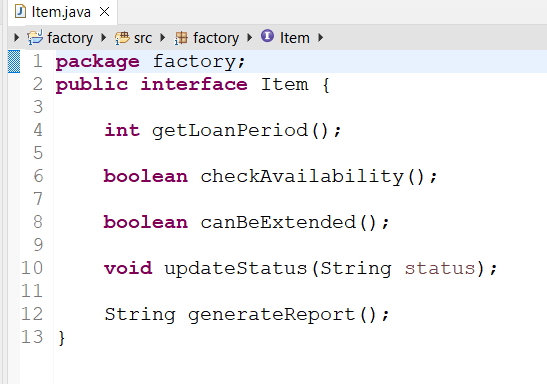 Item.java
factory src factory Item
1 package factory;
2 public interface Item {
3
4     int getLoanPeriod();
5
6     boolean checkAvailability();
7
8     boolean canBeExtended();
9
10     void updateStatus(String status);
11
12     String generateReport();
13 }